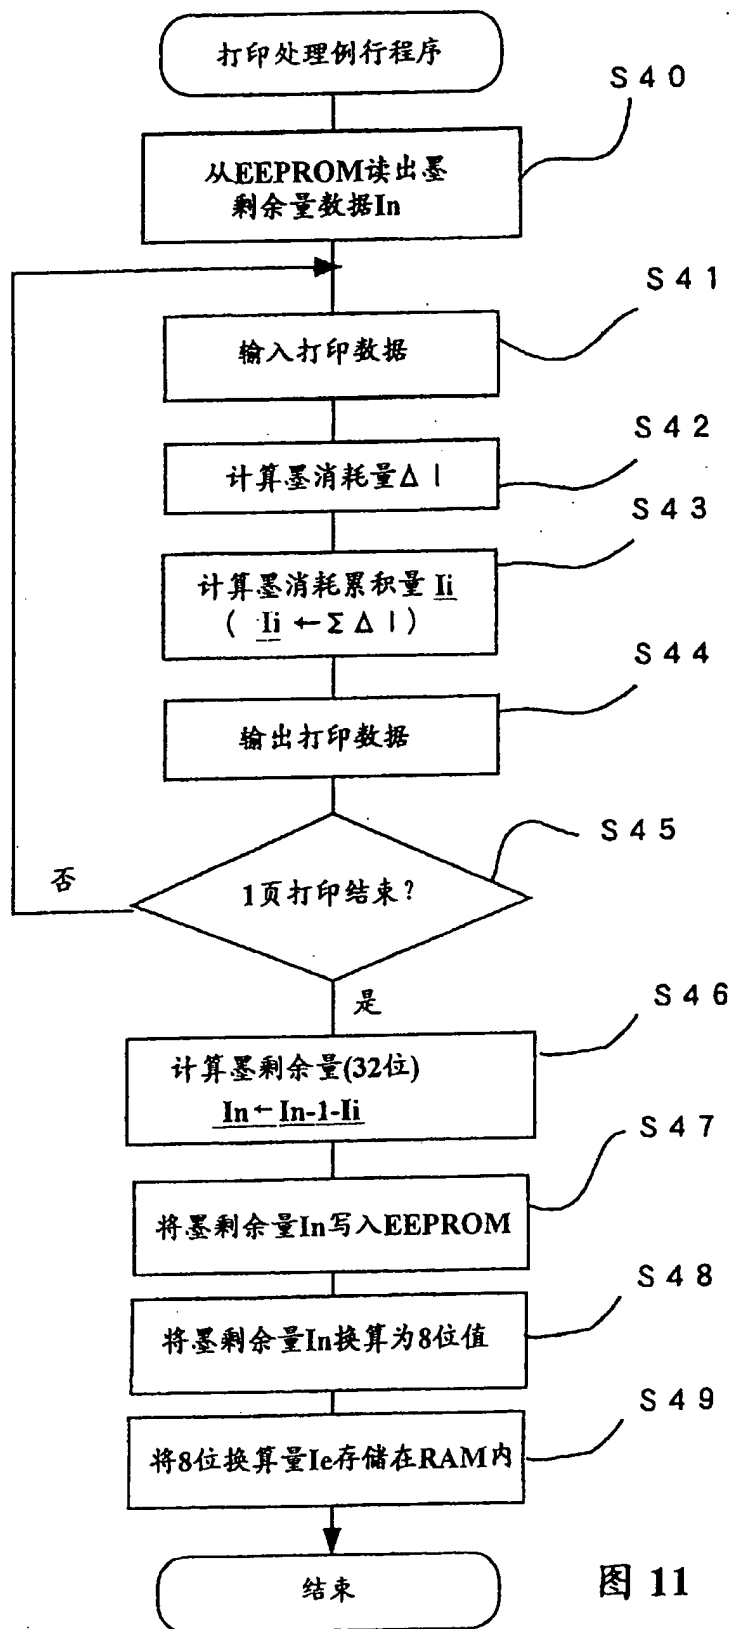 打印处理例行程序
S40
从EEPROM读出墨
剩余量数据In
S41
输入打印数据
S42
计算墨消耗量Δ I
S43
计算墨消耗累积量 Ii
( Ii ←Σ Δ I )
S44
输出打印数据
S45
1页打印结束?
否
是
S46
计算墨剩余量(32位)
In←In-1-Ii
S47
将墨剩余量In写入EEPROM
S48
将墨剩余量In换算为8位值
S49
将8位换算量Ie存储在RAM内
结束
图 11